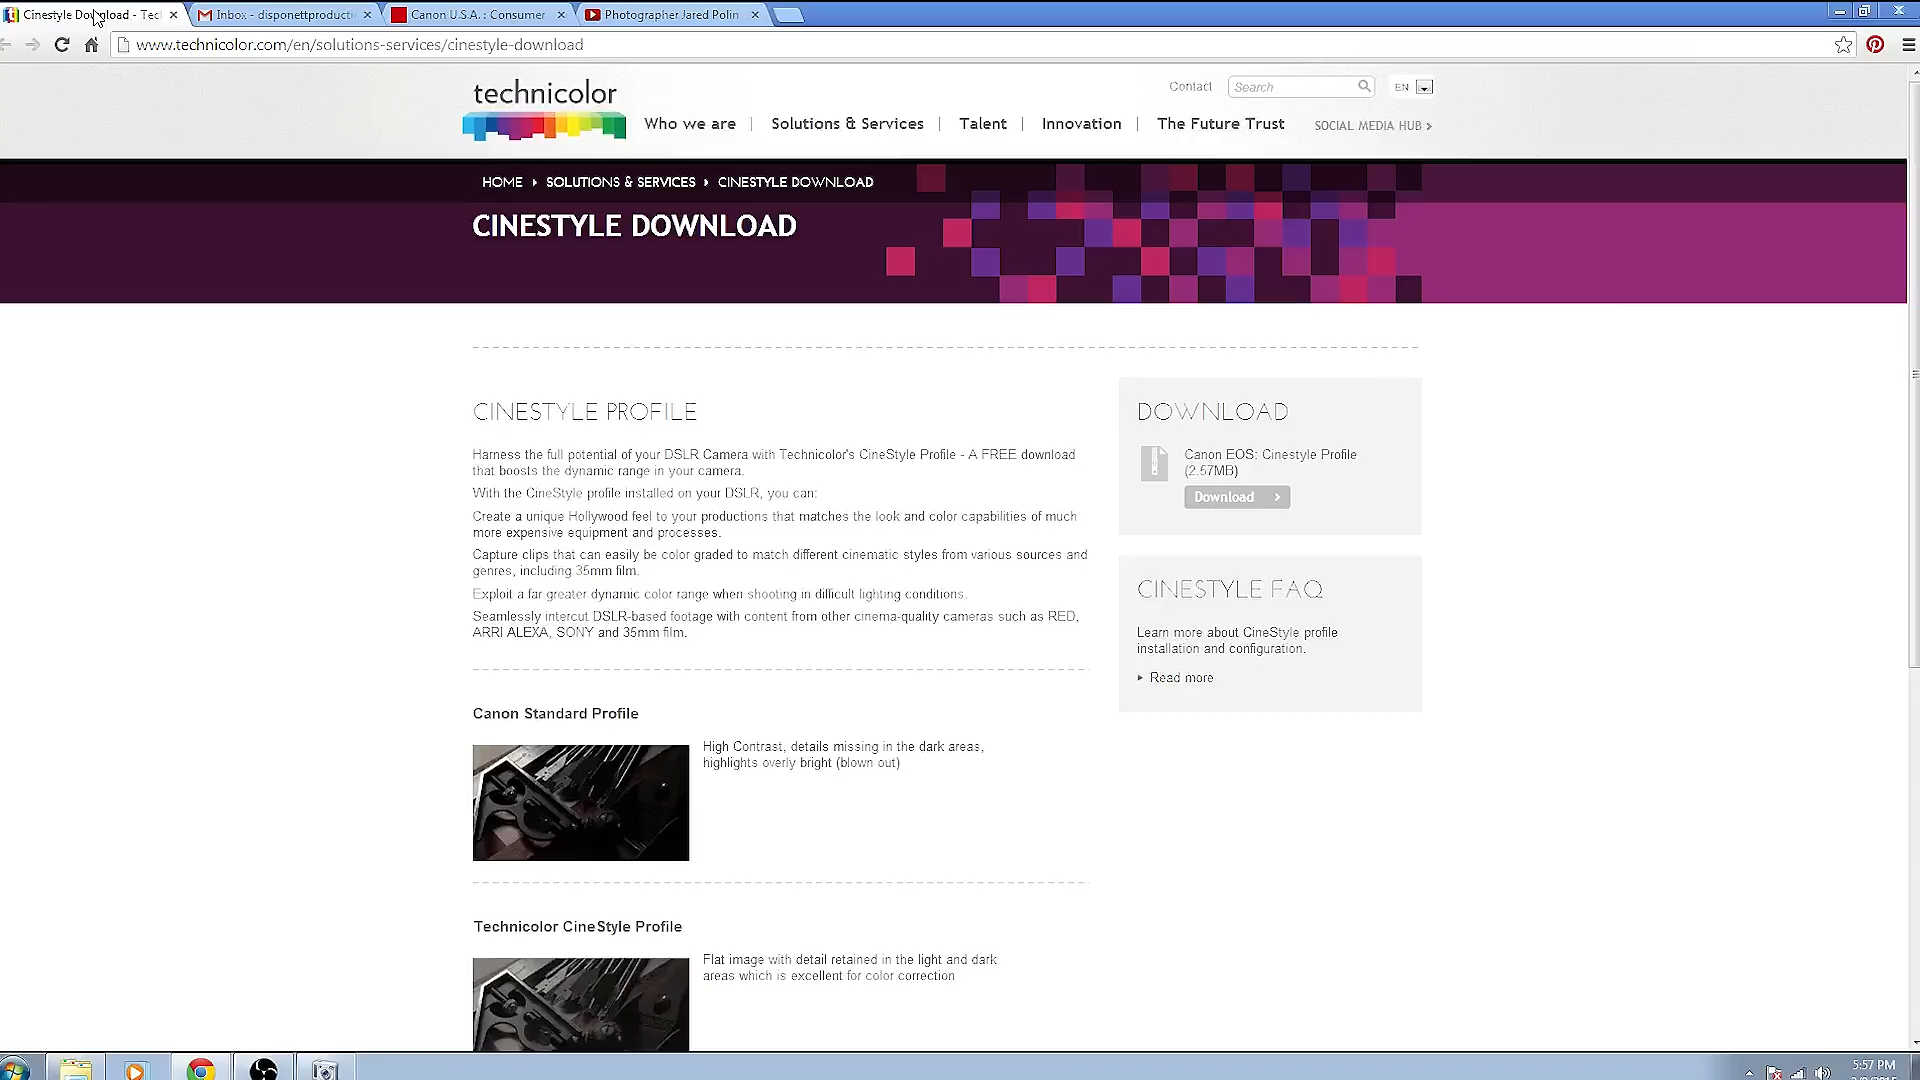 Cinestyle Download - Tec
Inbox - disponettproducti
Canon U.S.A. : Consumer
Photographer Jared Polin
www.technicolor.com/en/solutions-services/cinestyle-download
technicolor
Contact
Search
EN
Who we are
Solutions & Services
Talent
Innovation
The Future Trust
SOCIAL MEDIA HUB
HOME
SOLUTIONS & SERVICES
CINESTYLE DOWNLOAD
CINESTYLE DOWNLOAD
CINESTYLE PROFILE
Harness the full potential of your DSLR Camera with Technicolor's CineStyle Profile - A FREE download
that boosts the dynamic range in your camera.
With the CineStyle profile installed on your DSLR, you can:
Create a unique Hollywood feel to your productions that matches the look and color capabilities of much
more expensive equipment and processes.
Capture clips that can easily be color graded to match different cinematic styles from various sources and
genres, including 35mm film.
Exploit a far greater dynamic color range when shooting in difficult lighting conditions.
Seamlessly intercut DSLR-based footage with content from other cinema-quality cameras such as RED,
ARRI ALEXA, SONY and 35mm film.
DOWNLOAD
Canon EOS: Cinestyle Profile
(2.57MB)
Download
CINESTYLE FAQ
Learn more about CineStyle profile
installation and configuration.
Read more
Canon Standard Profile
High Contrast, details missing in the dark areas,
highlights overly bright (blown out)
Technicolor CineStyle Profile
Flat image with detail retained in the light and dark
areas which is excellent for color correction
5:57 PM